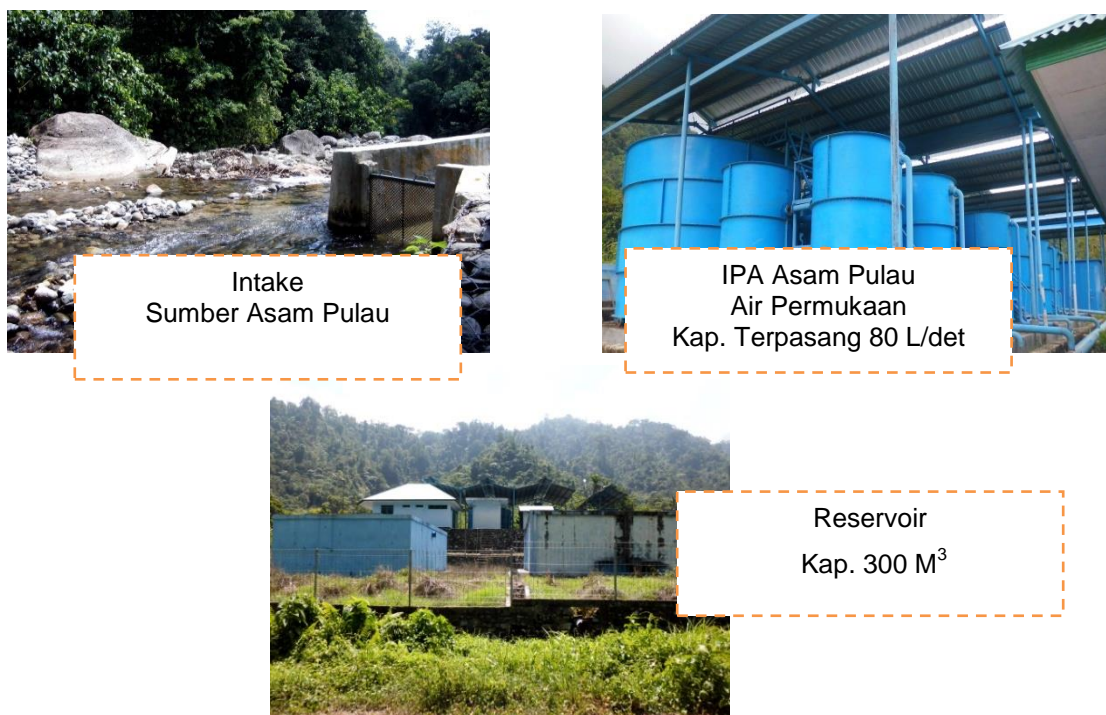 Intake
Sumber Asam Pulau
IPA Asam Pulau
Air Permukaan
Kap. Terpasang 80 L/det
Reservoir
Kap. 300 M³